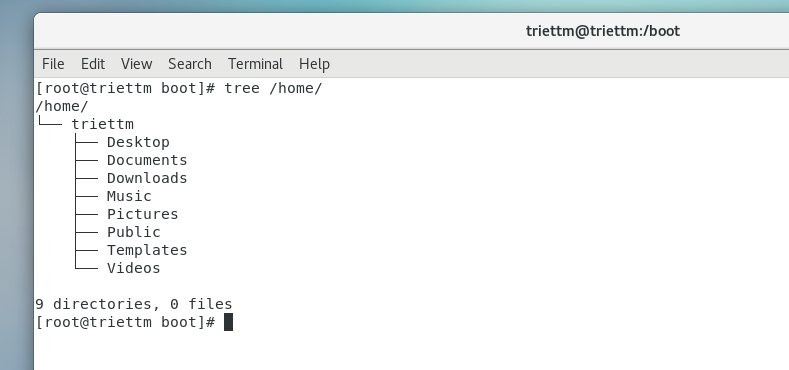 triettm@triettm:/boot
File Edit View Search Terminal Help
[root@triettm boot]# tree /home/
/home/
└── triettm
    ├── Desktop
    ├── Documents
    ├── Downloads
    ├── Music
    ├── Pictures
    ├── Public
    ├── Templates
    └── Videos

9 directories, 0 files
[root@triettm boot]#